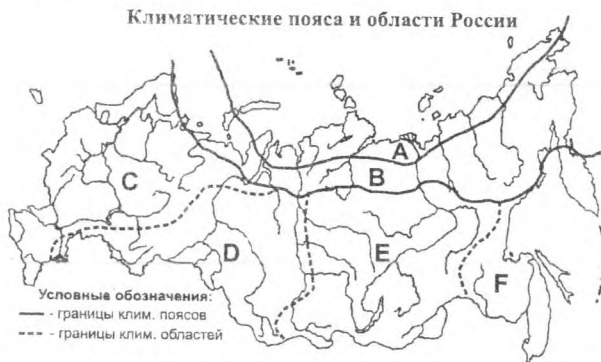 Климатические пояса и области России
A
B
C
D
E
F
Условные обозначения:
- границы клим. поясов
- границы клим. областей